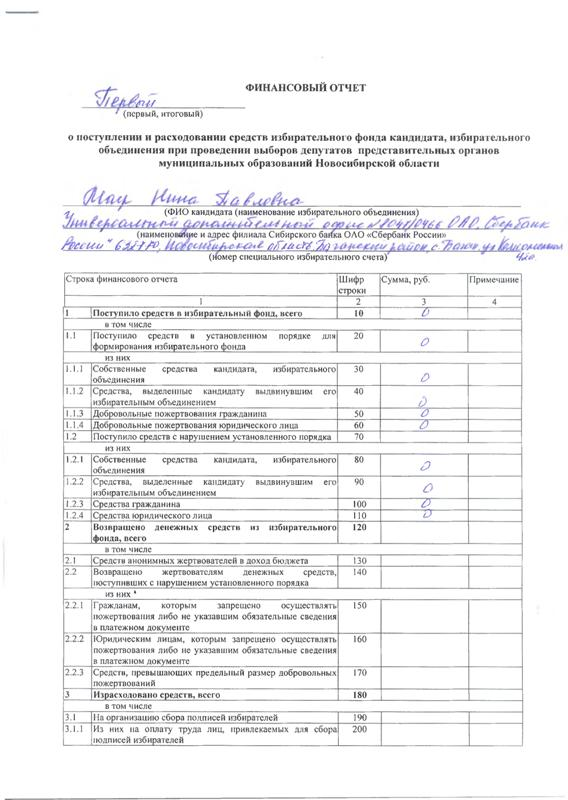 ФИНАНСОВЫЙ ОТЧЕТ
Первый
(первый, итоговый)
о поступлении и расходовании средств избирательного фонда кандидата, избирательного
объединения при проведении выборов депутатов представительных органов
муниципальных образований Новосибирской области
Нина Павловна
(ФИО кандидата (наименование избирательного объединения)
Универсальный дополнительный офис №8047/0466 ОАО "Сбербанк
(наименование и адрес филиала Сибирского банка ОАО «Сбербанк России»
России" Новосибирская область, Баганский район, с. Баган, ул
(номер специального избирательного счета)
Строка финансового отчета Шифр строки Сумма, руб. Примечание
1 2 3 4
1 Поступило средств в избирательный фонд, всего 10 0
в том числе
1.1 Поступило средств в установленном порядке для
формирования избирательного фонда 20 0
из них
1.1.1 Собственные средства кандидата, избирательного
объединения 30 0
1.1.2 Средства, выделенные кандидату выдвинувшим его
избирательным объединением 40 0
1.1.3 Добровольные пожертвования гражданина 50 0
1.1.4 Добровольные пожертвования юридического лица 60 0
1.2 Поступило средств с нарушением установленного порядка 70
из них
1.2.1 Собственные средства кандидата, избирательного
объединения 80 0
1.2.2 Средства, выделенные кандидату выдвинувшим его
избирательным объединением 90 0
1.2.3 Средства гражданина 100 0
1.2.4 Средства юридического лица 110 0
2 Возвращено денежных средств из избирательного
фонда, всего 120
в том числе
2.1 Средств анонимных жертвователей в доход бюджета 130
2.2 Возвращено жертвователям денежных средств,
поступивших с нарушением установленного порядка 140
из них
2.2.1 Гражданам, которым запрещено осуществлять
пожертвования либо не указавшим обязательные сведения
в платежном документе 150
2.2.2 Юридическим лицам, которым запрещено осуществлять
пожертвования либо не указавшим обязательные сведения
в платежном документе 160
2.2.3 Средств, превышающих предельный размер добровольных
пожертвований 170
3 Израсходовано средств, всего 180
в том числе
3.1 На организацию сбора подписей избирателей 190
3.1.1 Из них на оплату труда лиц, привлекаемых для сбора
подписей избирателей 200